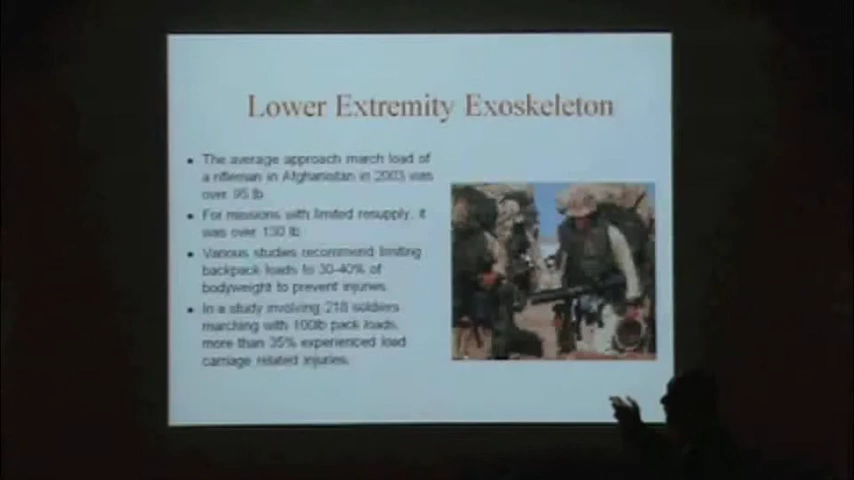 Lower Extremity Exoskeleton
• The average approach march load of
a rifleman in Afghanistan in 2003 was
over 95 lb
• For missions with limited resupply, it
was over 130 lb
• Various studies recommend limiting
backpack loads to 30-40% of
bodyweight to prevent injuries
• In a study involving 218 soldiers
marching with 100lb pack loads,
more than 35% experienced load
carriage related injuries.